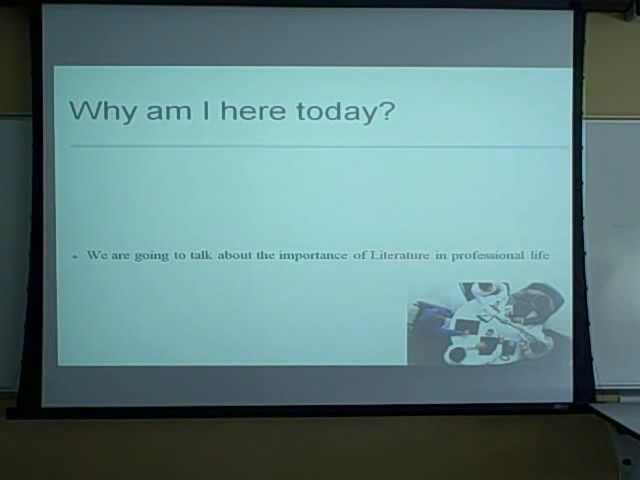 Why am I here today?
We are going to talk about the importance of Literature in professional life